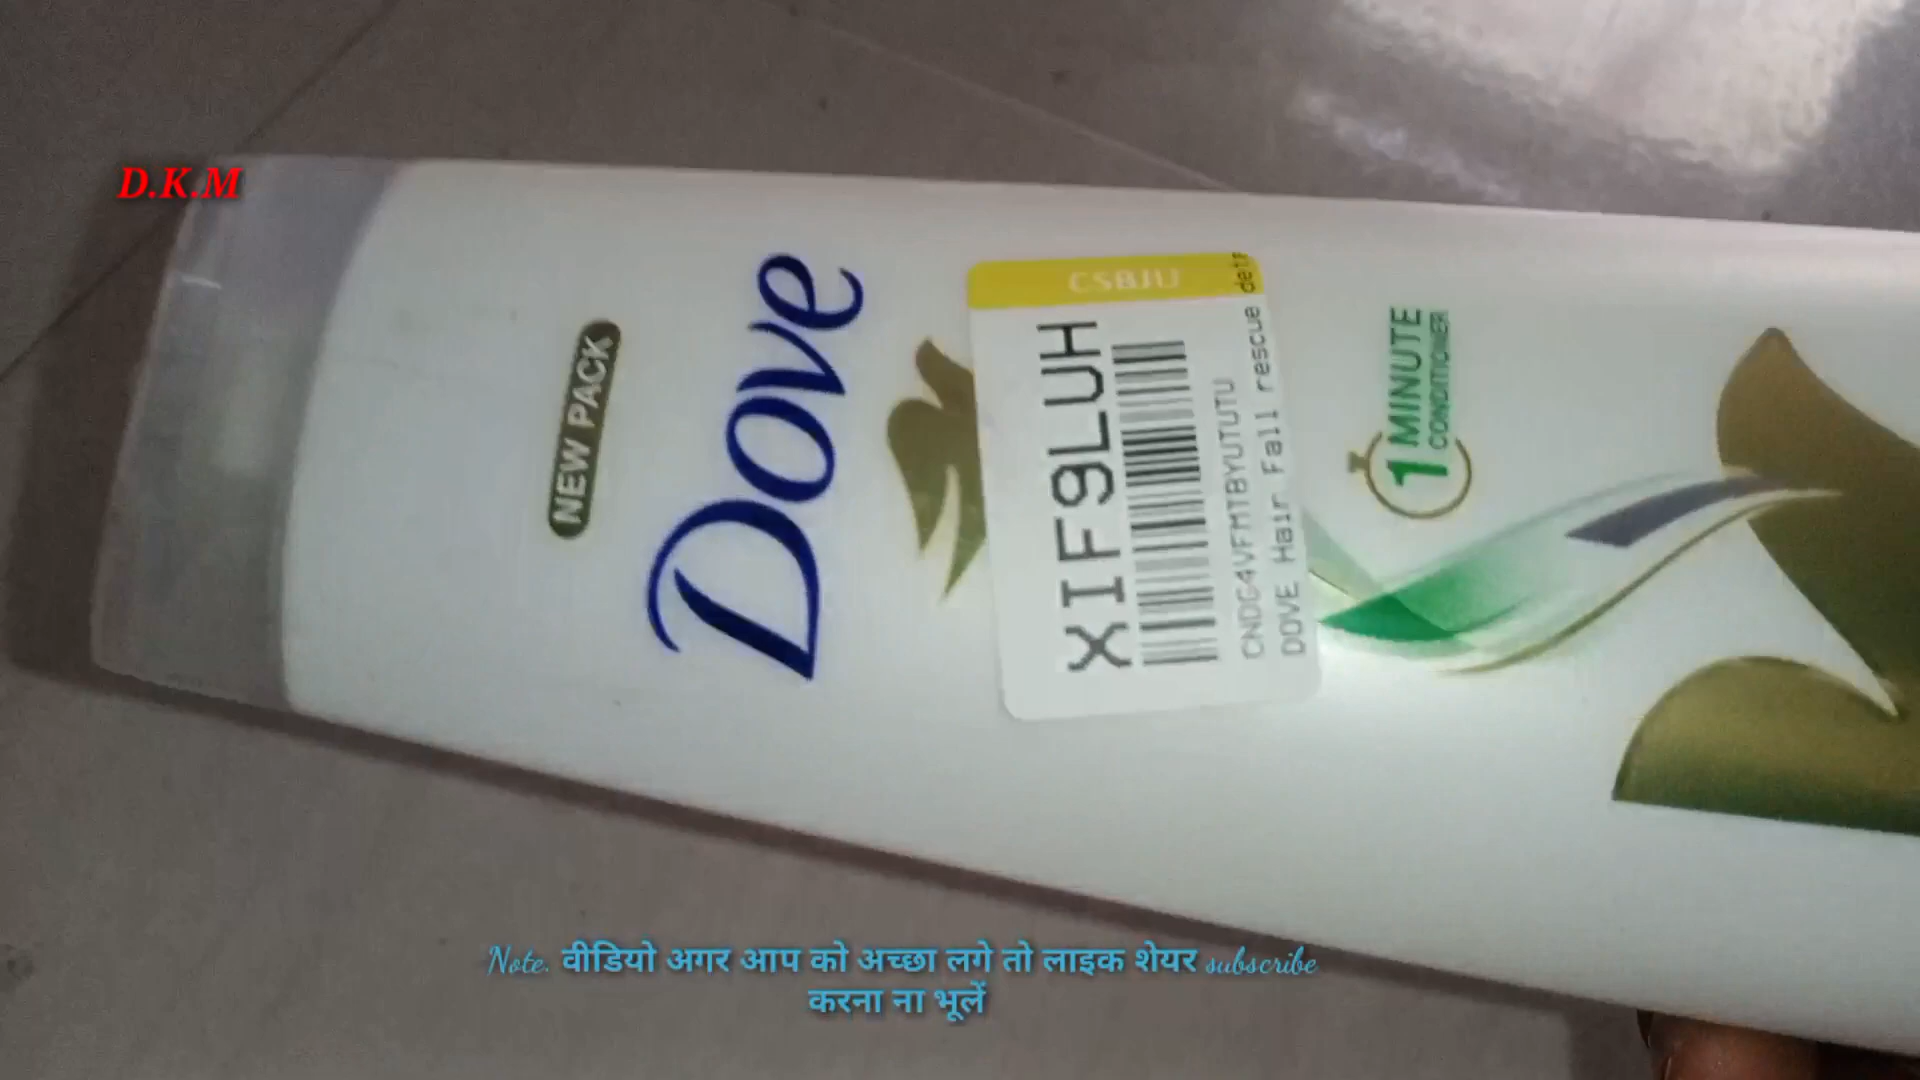 D.K.M
NEW PACK
Dove
CSBJU
XIF9LUH
DOVE Hair Fall rescue
1 MINUTE
CONDITIONER
Note. वीडियो अगर आप को अच्छा लगे तो लाइक शेयर subscribe
करना ना भूलें